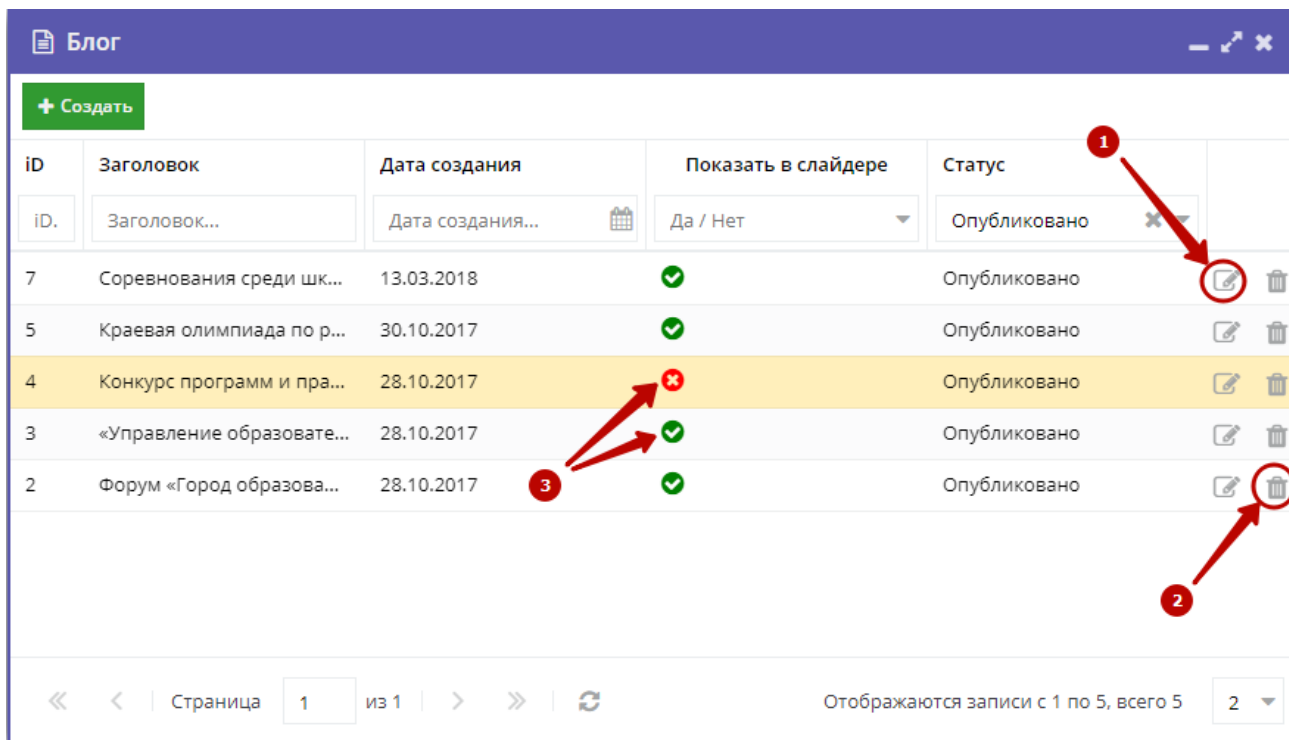 Блог
Создать
iD Заголовок Дата создания Показать в слайдере Статус
iD. Заголовок... Дата создания... Да / Нет Опубликовано
1
7 Соревнования среди шк... 13.03.2018 Опубликовано
5 Краевая олимпиада по р... 30.10.2017 Опубликовано
4 Конкурс программ и пра... 28.10.2017 Опубликовано
3 «Управление образовате... 28.10.2017 Опубликовано
2 Форум «Город образова... 28.10.2017 Опубликовано
3
2
Страница 1 из 1 Отображаются записи с 1 по 5, всего 5 2